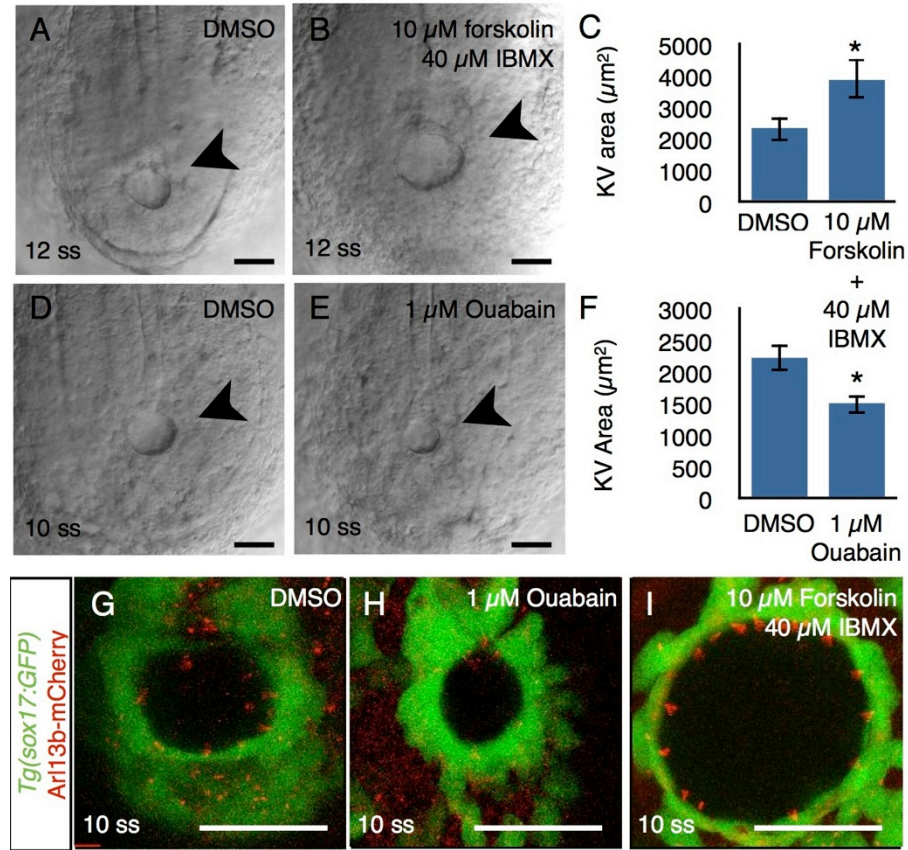 A
DMSO
12 ss
B
10 µM forskolin
40 µM IBMX
12 ss
C
KV area (µm²)
5000
4000
3000
2000
1000
0
DMSO
10 µM
Forskolin
+
40 µM
IBMX
D
DMSO
10 ss
E
1 µM Ouabain
10 ss
F
KV Area (µm²)
3000
2500
2000
1500
1000
500
0
*
*
DMSO
1 µM
Ouabain
Tg(sox17:GFP)
Arl13b-mCherry
G
DMSO
10 ss
H
1 µM Ouabain
10 ss
I
10 µM Forskolin
40 µM IBMX
10 ss